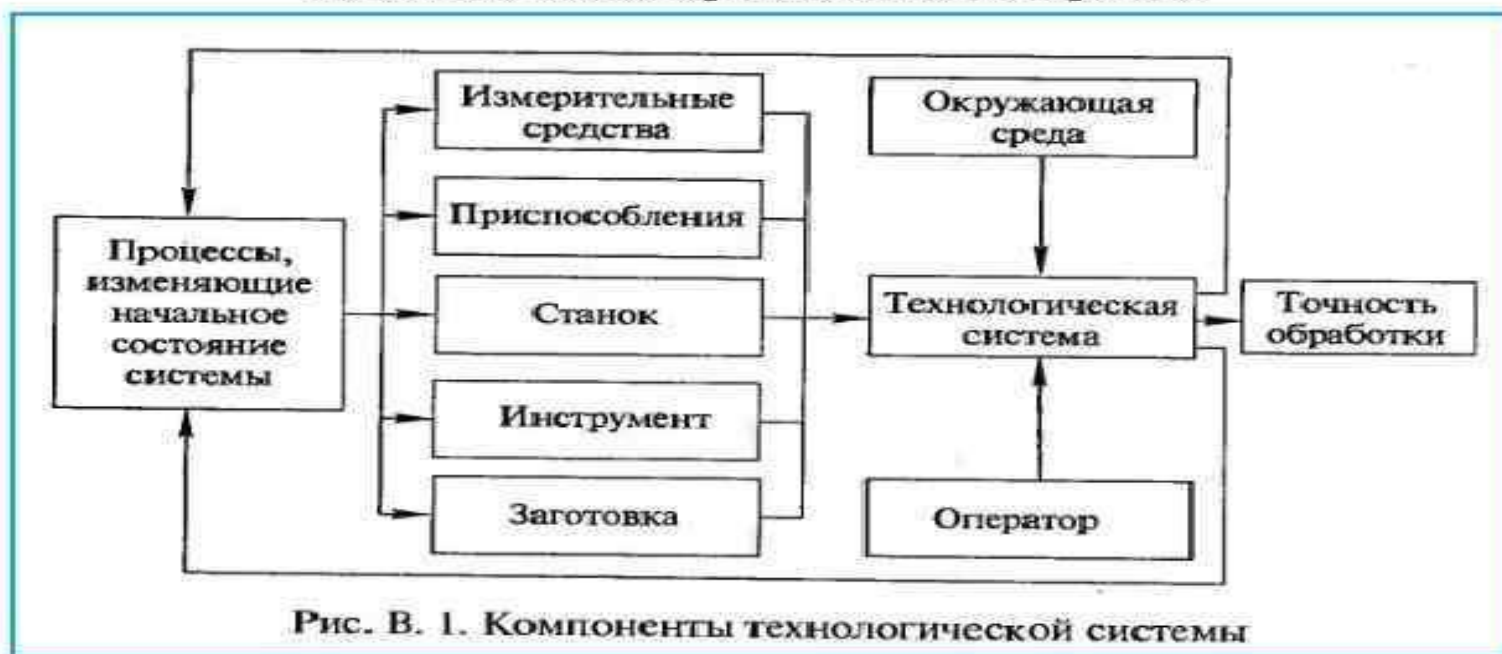 Измерительные
средства
Окружающая
среда
Приспособления
Процессы,
изменяющие
начальное
состояние
системы
Станок
Технологическая
система
Точность
обработки
Инструмент
Заготовка
Оператор
Рис. В. 1. Компоненты технологической системы